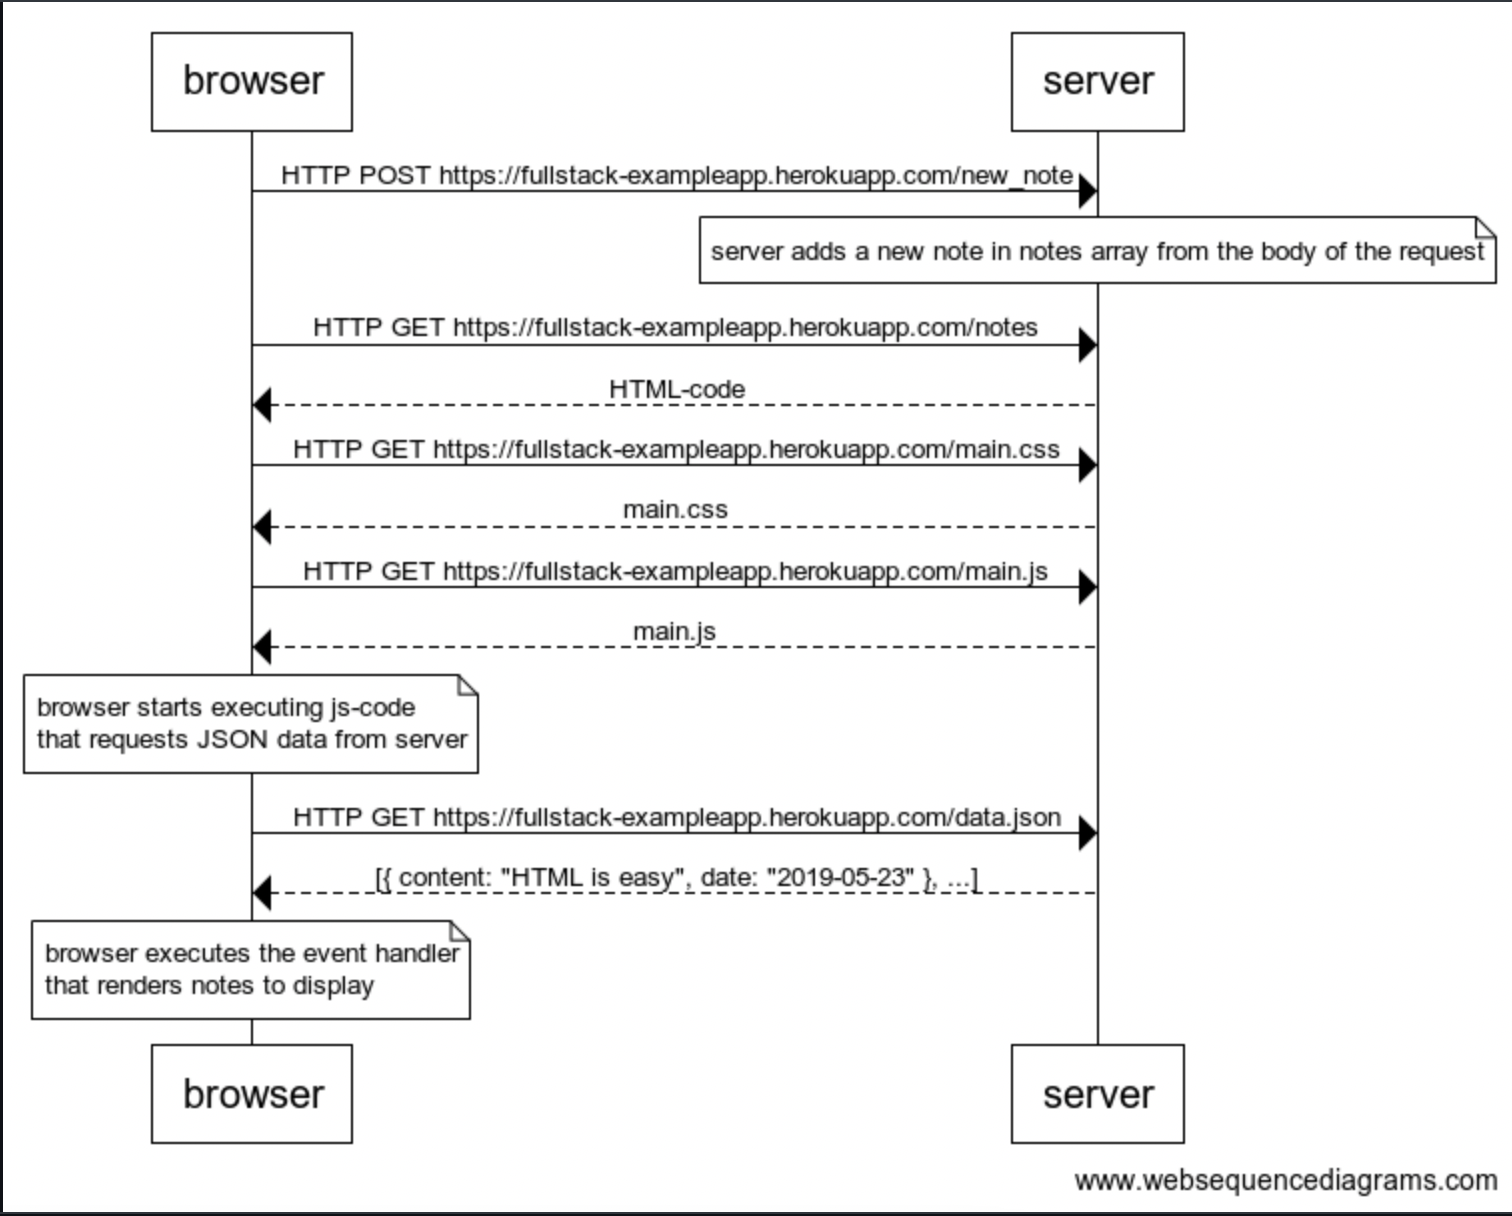 browser
server
HTTP POST https://fullstack-exampleapp.herokuapp.com/new_note
server adds a new note in notes array from the body of the request
HTTP GET https://fullstack-exampleapp.herokuapp.com/notes
HTML-code
HTTP GET https://fullstack-exampleapp.herokuapp.com/main.css
main.css
HTTP GET https://fullstack-exampleapp.herokuapp.com/main.js
main.js
browser starts executing js-code
that requests JSON data from server
HTTP GET https://fullstack-exampleapp.herokuapp.com/data.json
[{ content: "HTML is easy", date: "2019-05-23" }, ...]
browser executes the event handler
that renders notes to display
browser
server
www.websequencediagrams.com